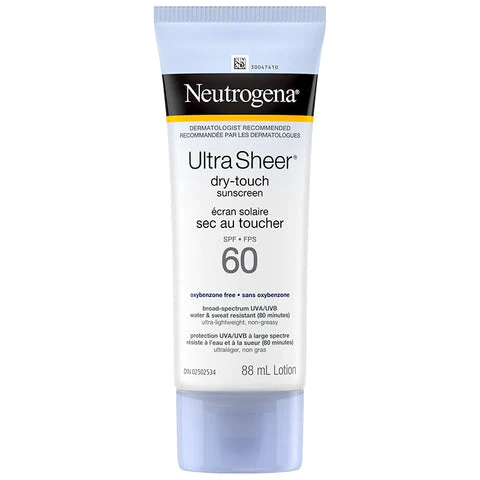 30047410
Neutrogena®
DERMATOLOGIST RECOMMENDED
RECOMMANDÉE PAR LES DERMATOLOGUES
Ultra Sheer®
dry-touch
sunscreen
écran solaire
sec au toucher
SPF • FPS
60
oxybenzone free • sans oxybenzone
broad-spectrum UVA/UVB
water & sweat resistant (80 minutes)
ultra-lightweight, non-greasy
protection UVA/UVB à large spectre
résiste à l'eau et à la sueur (80 minutes)
ultraléger, non gras
DIN 02502534
88 mL Lotion